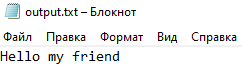 output.txt – Блокнот
Файл Правка Формат Вид Справка
Hello my friend